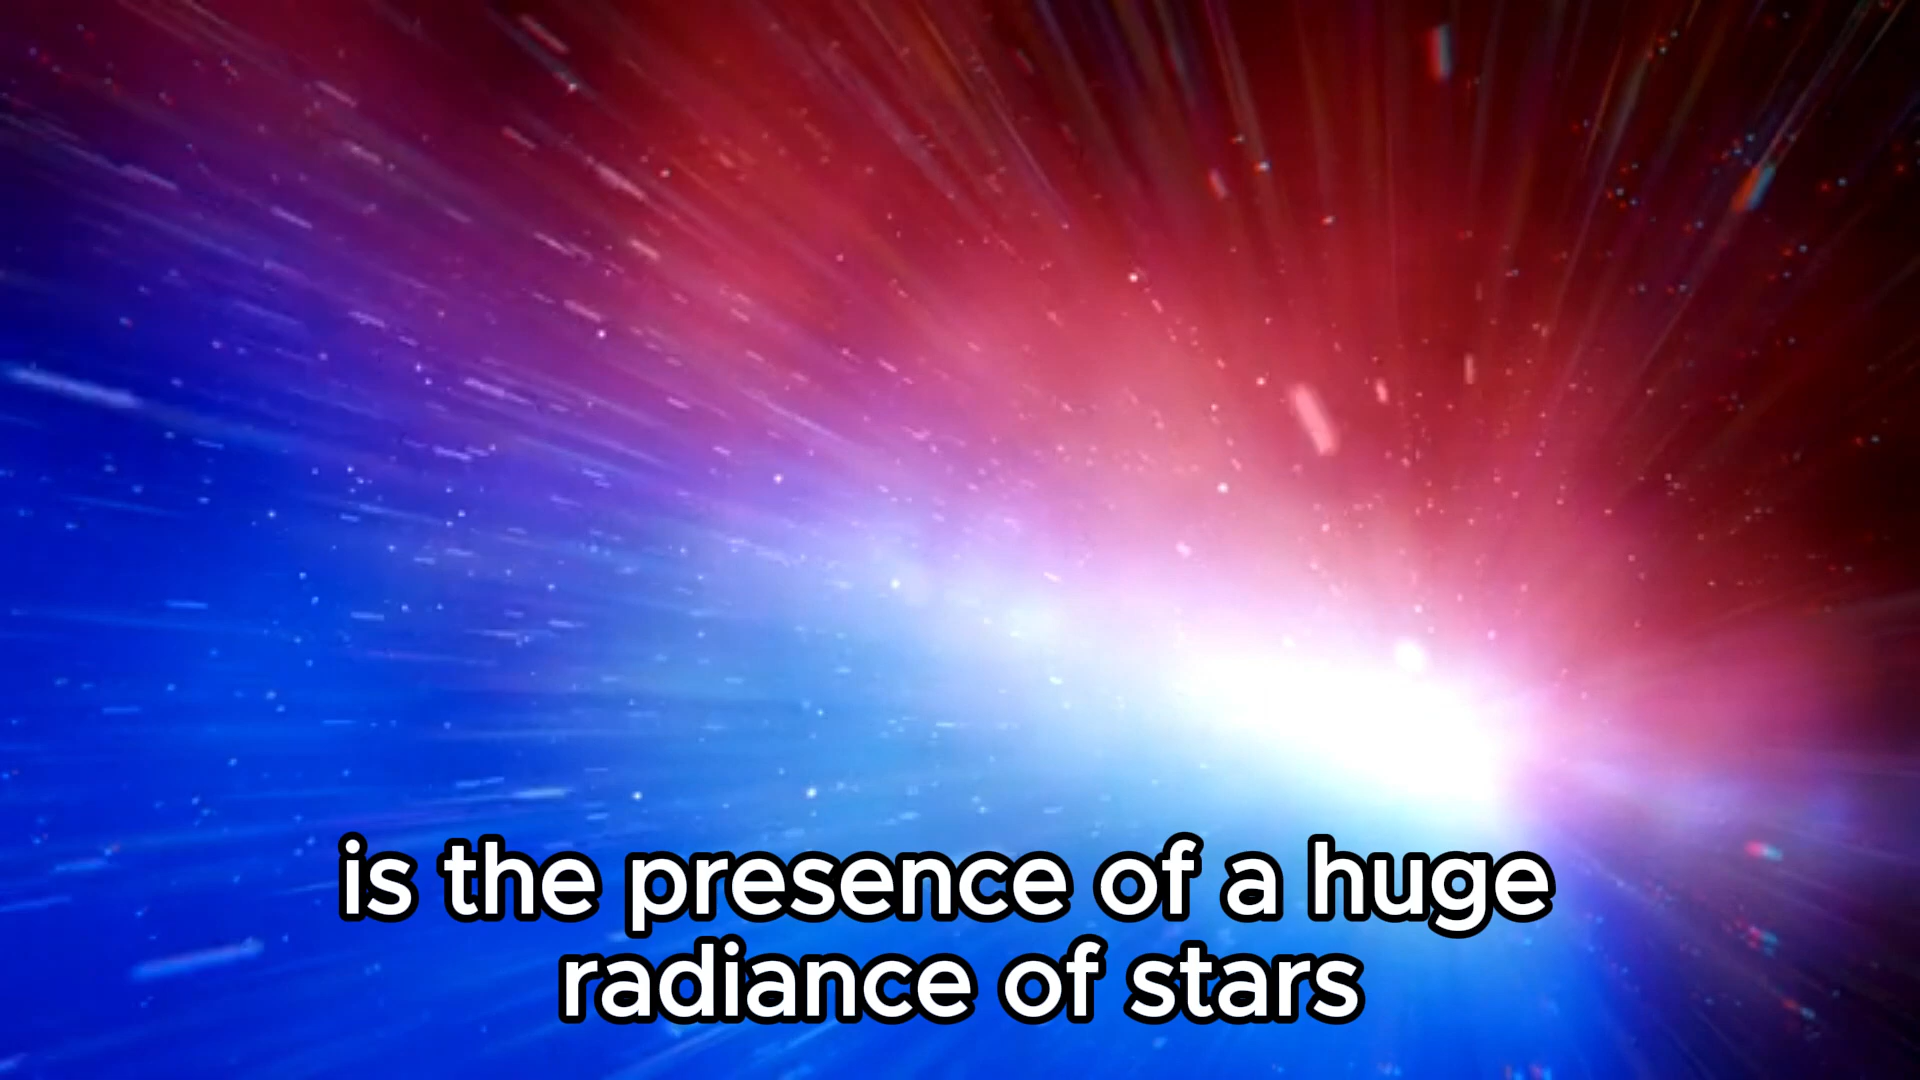 is the presence of a huge
radiance of stars